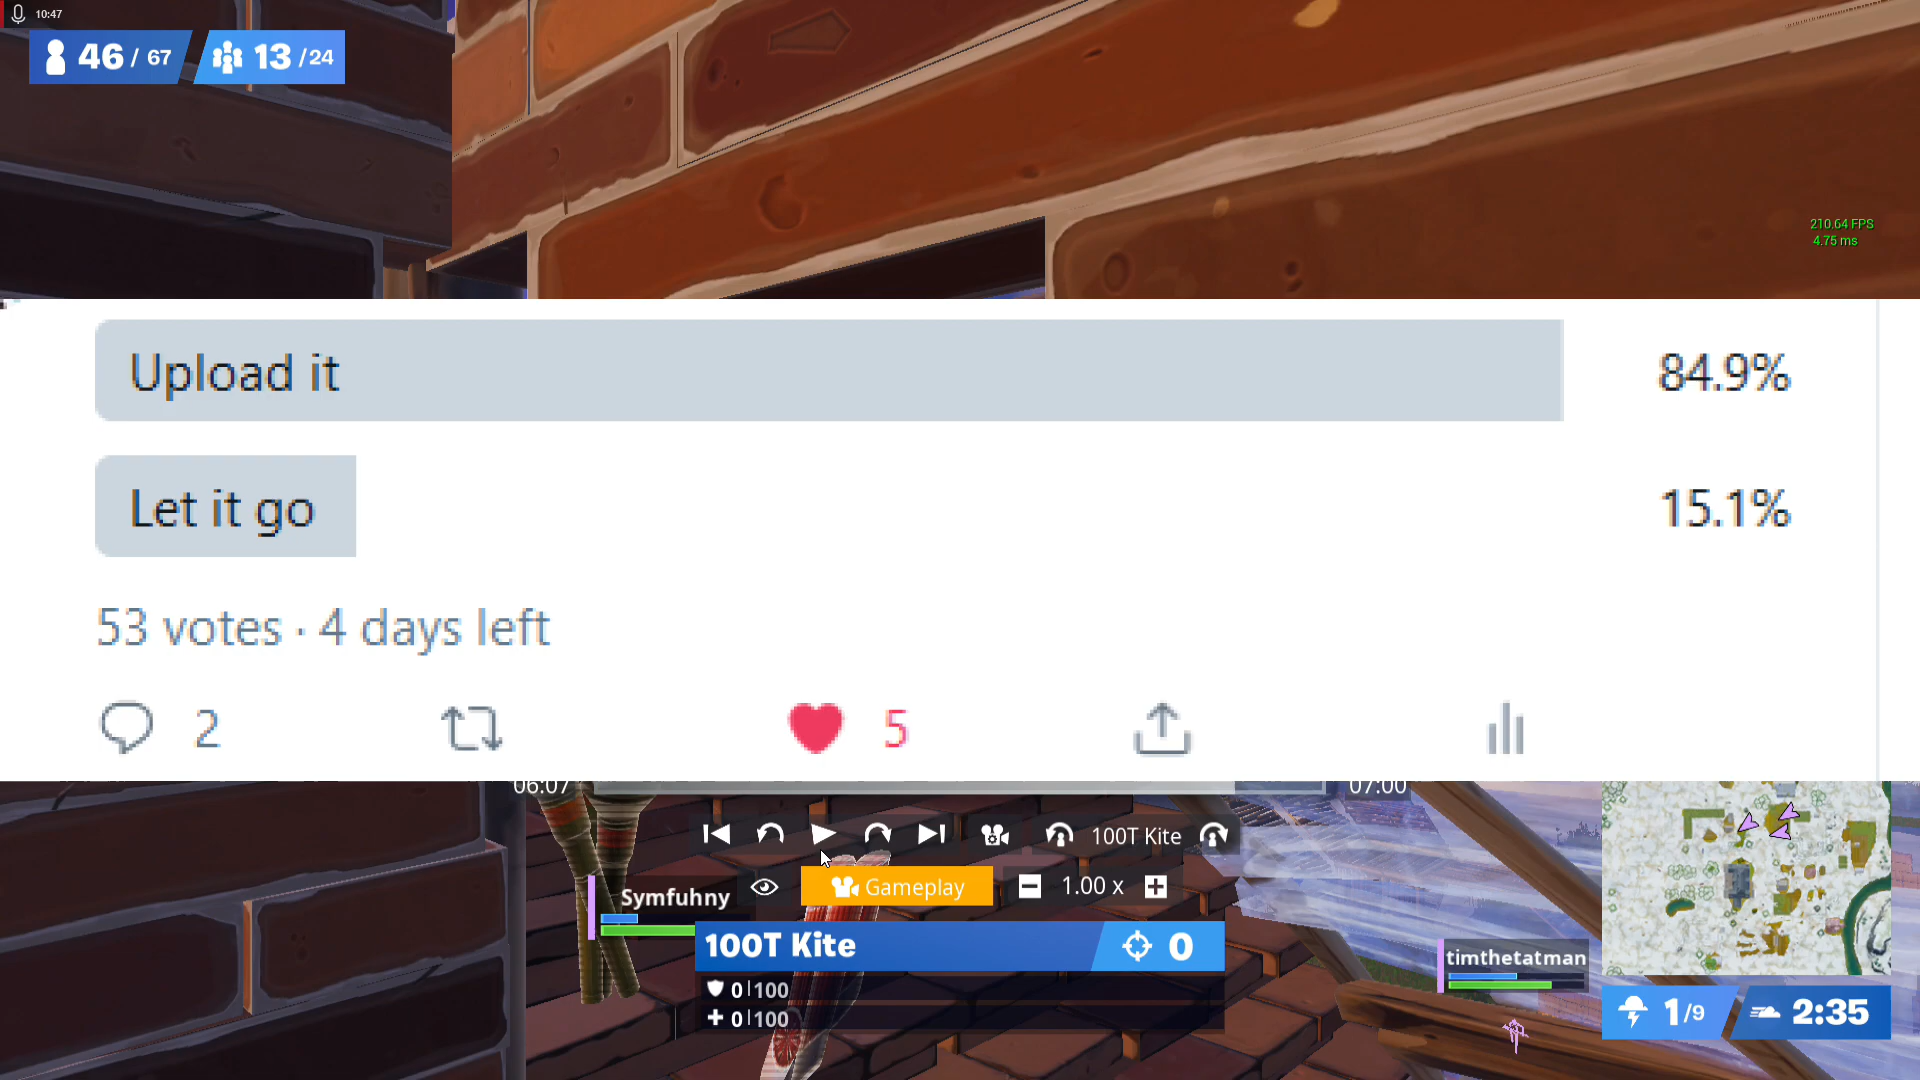 10:47
46 / 67
13 /24
210.64 FPS
4.75 ms
Upload it
84.9%
Let it go
15.1%
53 votes · 4 days left
2
5
06:07
07:00
100T Kite
Gameplay
1.00 x
Symfuhny
100T Kite
0
0|100
0|100
timthetatman
1/9
2:35